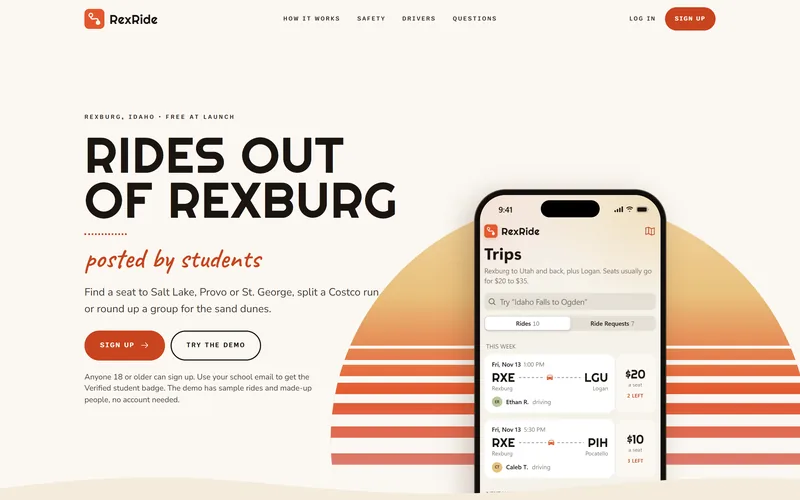 RexRide
HOW IT WORKS SAFETY DRIVERS QUESTIONS
LOG IN SIGN UP
REXBURG, IDAHO • FREE AT LAUNCH
RIDES OUT
OF REXBURG
posted by students
Find a seat to Salt Lake, Provo or St. George, split a Costco run
or round up a group for the sand dunes.
SIGN UP → TRY THE DEMO
Anyone 18 or older can sign up. Use your school email to get the
Verified student badge. The demo has sample rides and made-up
people, no account needed.
9:41
RexRide
Trips
Rexburg to Utah and back, plus Logan. Seats usually go
for $20 to $35.
Try "Idaho Falls to Ogden"
Rides 10 Ride Requests 7
THIS WEEK
Fri, Nov 13 1:00 PM
RXE LGU
Rexburg Logan
Ethan R. driving
$20
a seat
2 LEFT
Fri, Nov 13 5:30 PM
RXE PIH
Rexburg Pocatello
Caleb T. driving
$10
a seat